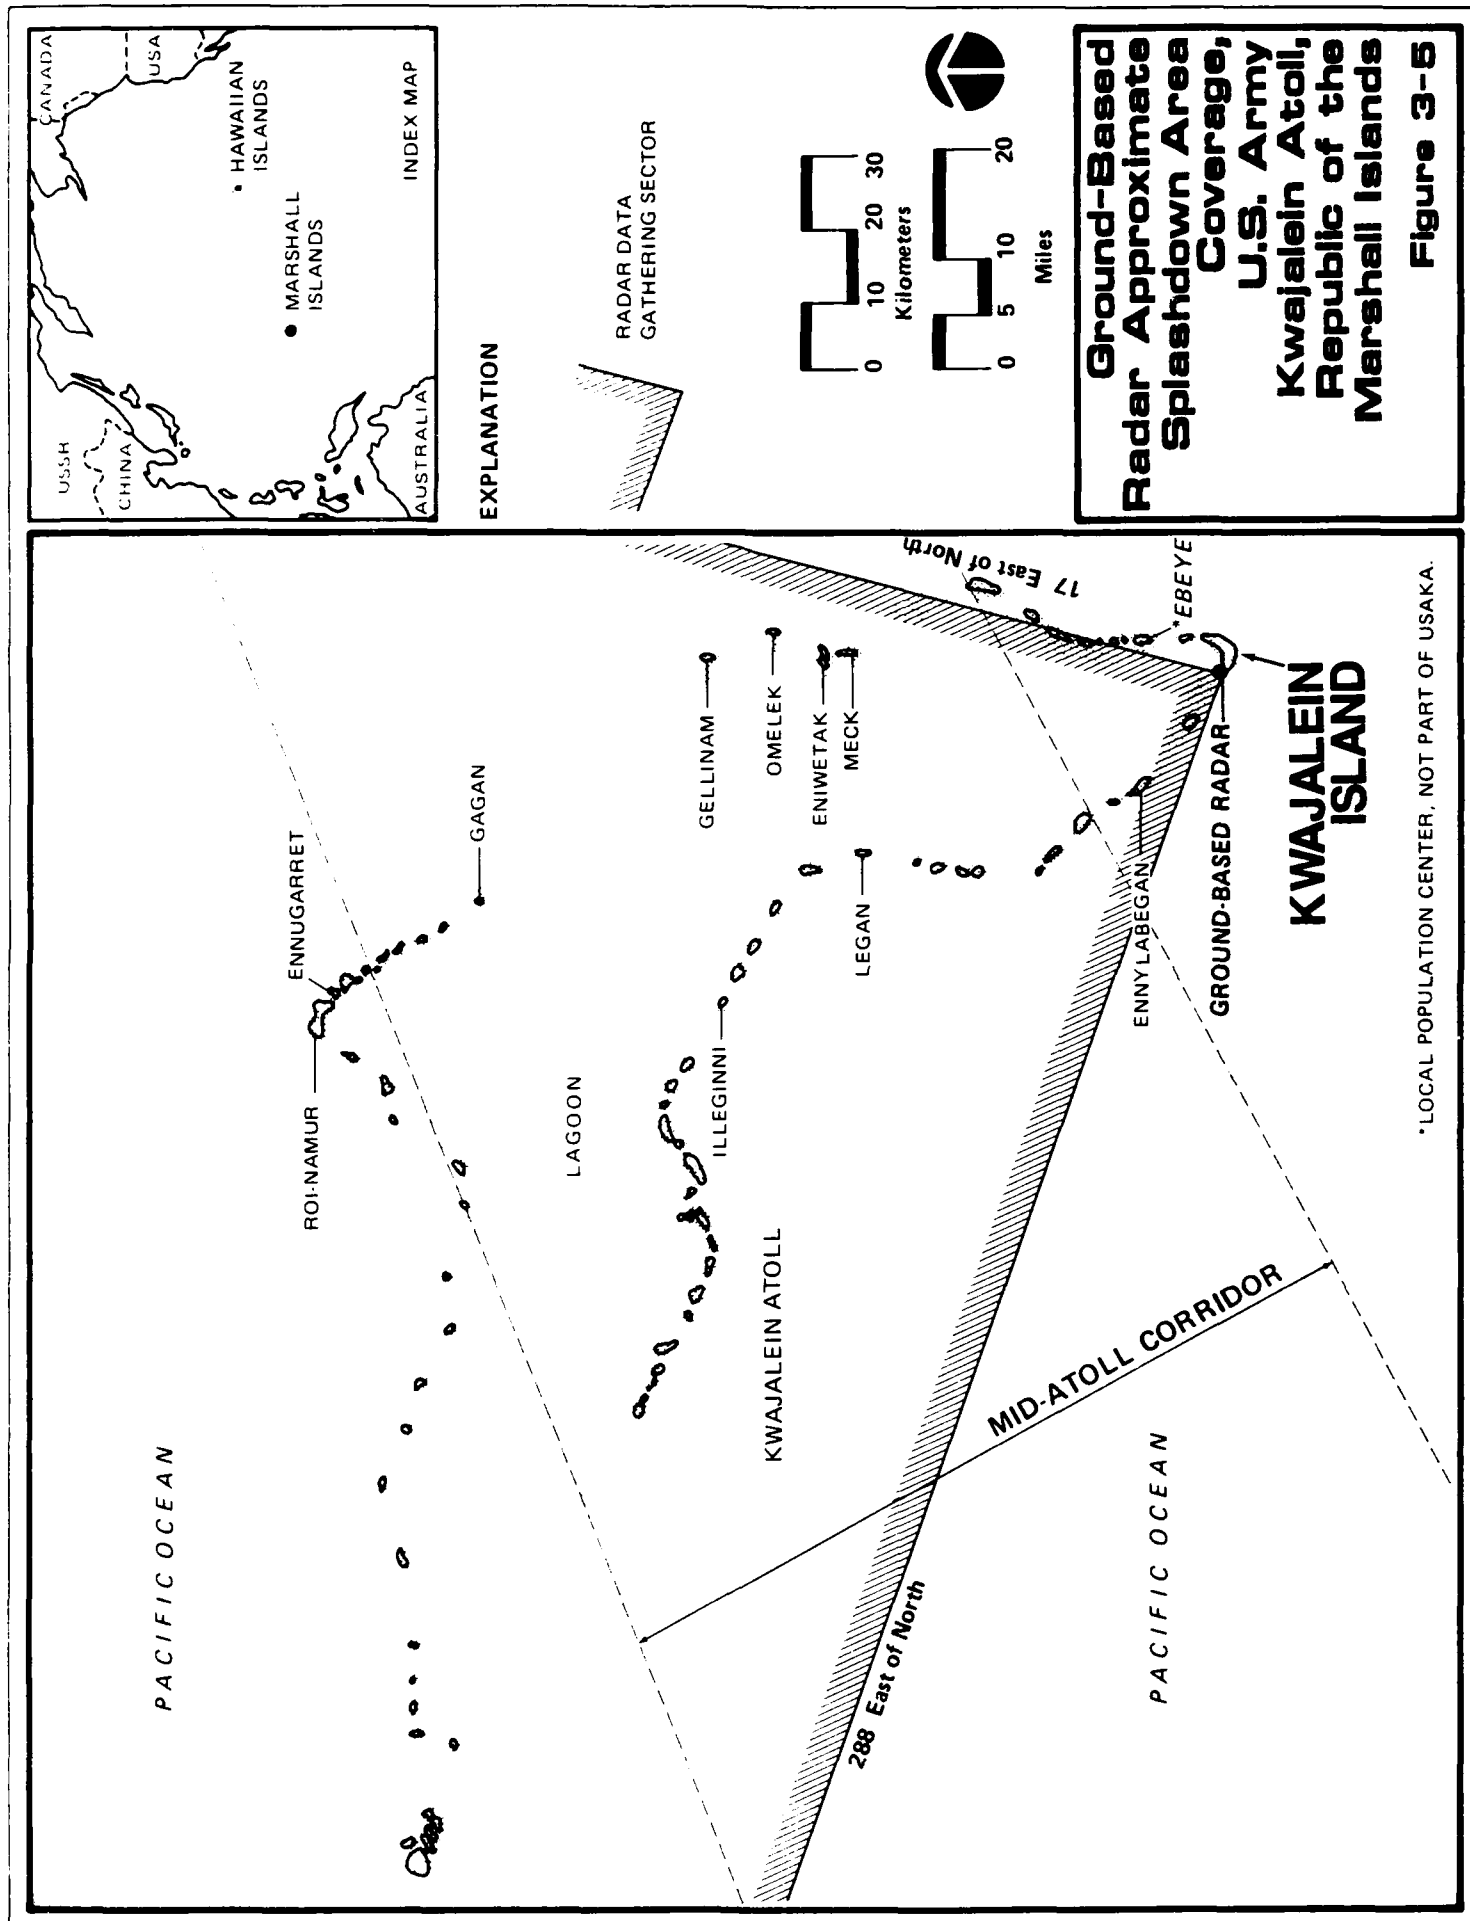 PACIFIC OCEAN
ROI-NAMUR
ENNUGARRET
GAGAN
LAGOON
GELLINAM
OMELEK
ENIWETAK
MECK
ILLEGINNI
LEGAN
KWAJALEIN ATOLL
17 East of North
*EBEYE
ENNYLABEGAN
GROUND-BASED RADAR
KWAJALEIN
ISLAND
288 East of North
MID-ATOLL CORRIDOR
PACIFIC OCEAN
*LOCAL POPULATION CENTER, NOT PART OF USAKA.
CANADA
USA
USSR
CHINA
HAWAIIAN
ISLANDS
MARSHALL
ISLANDS
AUSTRALIA
INDEX MAP
EXPLANATION
RADAR DATA
GATHERING SECTOR
0 10 20 30
Kilometers
0 5 10 20
Miles
Ground-Based
Radar Approximate
Splashdown Area
Coverage,
U.S. Army
Kwajalein Atoll,
Republic of the
Marshall Islands
Figure 3-5